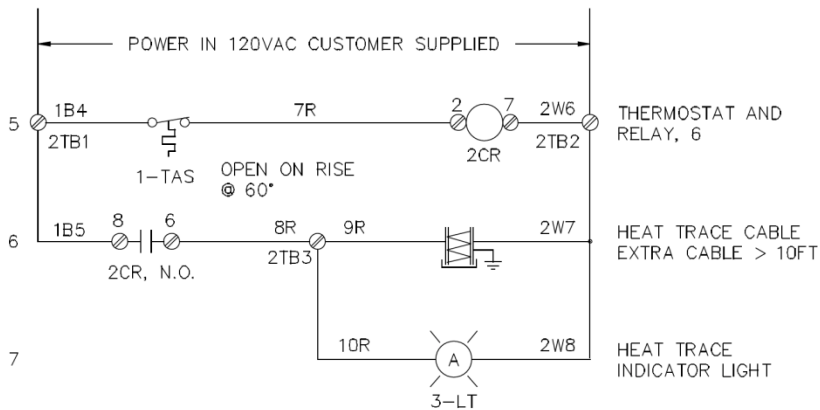 POWER IN 120VAC CUSTOMER SUPPLIED
5
1B4
2TB1
1-TAS
OPEN ON RISE
@ 60°
7R
2
7
2CR
2W6
2TB2
THERMOSTAT AND
RELAY, 6
6
1B5
8
6
2CR, N.O.
8R
2TB3
9R
2W7
HEAT TRACE CABLE
EXTRA CABLE > 10FT
7
10R
A
3-LT
2W8
HEAT TRACE
INDICATOR LIGHT